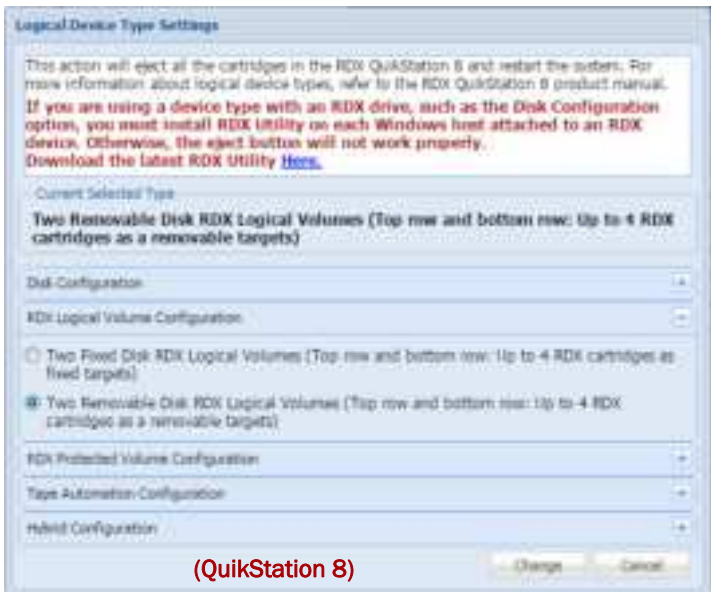 Logical Device Type Settings
This action will eject all the cartridges in the RDX QuikStation 8 and restart the system. For
more information about logical device types, refer to the RDX QuikStation 8 product manual.
If you are using a device type with an RDX drive, such as the Disk Configuration
option, you must install RDX Utility on each Windows host attached to an RDX
device. Otherwise, the eject button will not work properly.
Download the latest RDX Utility Here.
Current Selected Type
Two Removable Disk RDX Logical Volumes (Top row and bottom row: Up to 4 RDX
cartridges as a removable targets)
Disk Configuration
RDX Logical Volume Configuration
Two Fixed Disk RDX Logical Volumes (Top row and bottom row: Up to 4 RDX cartridges as
fixed targets)
Two Removable Disk RDX Logical Volumes (Top row and bottom row: Up to 4 RDX
cartridges as a removable targets)
RDX Protected Volume Configuration
Tape Automation Configuration
Hybrid Configuration
(QuikStation 8)
Change
Cancel